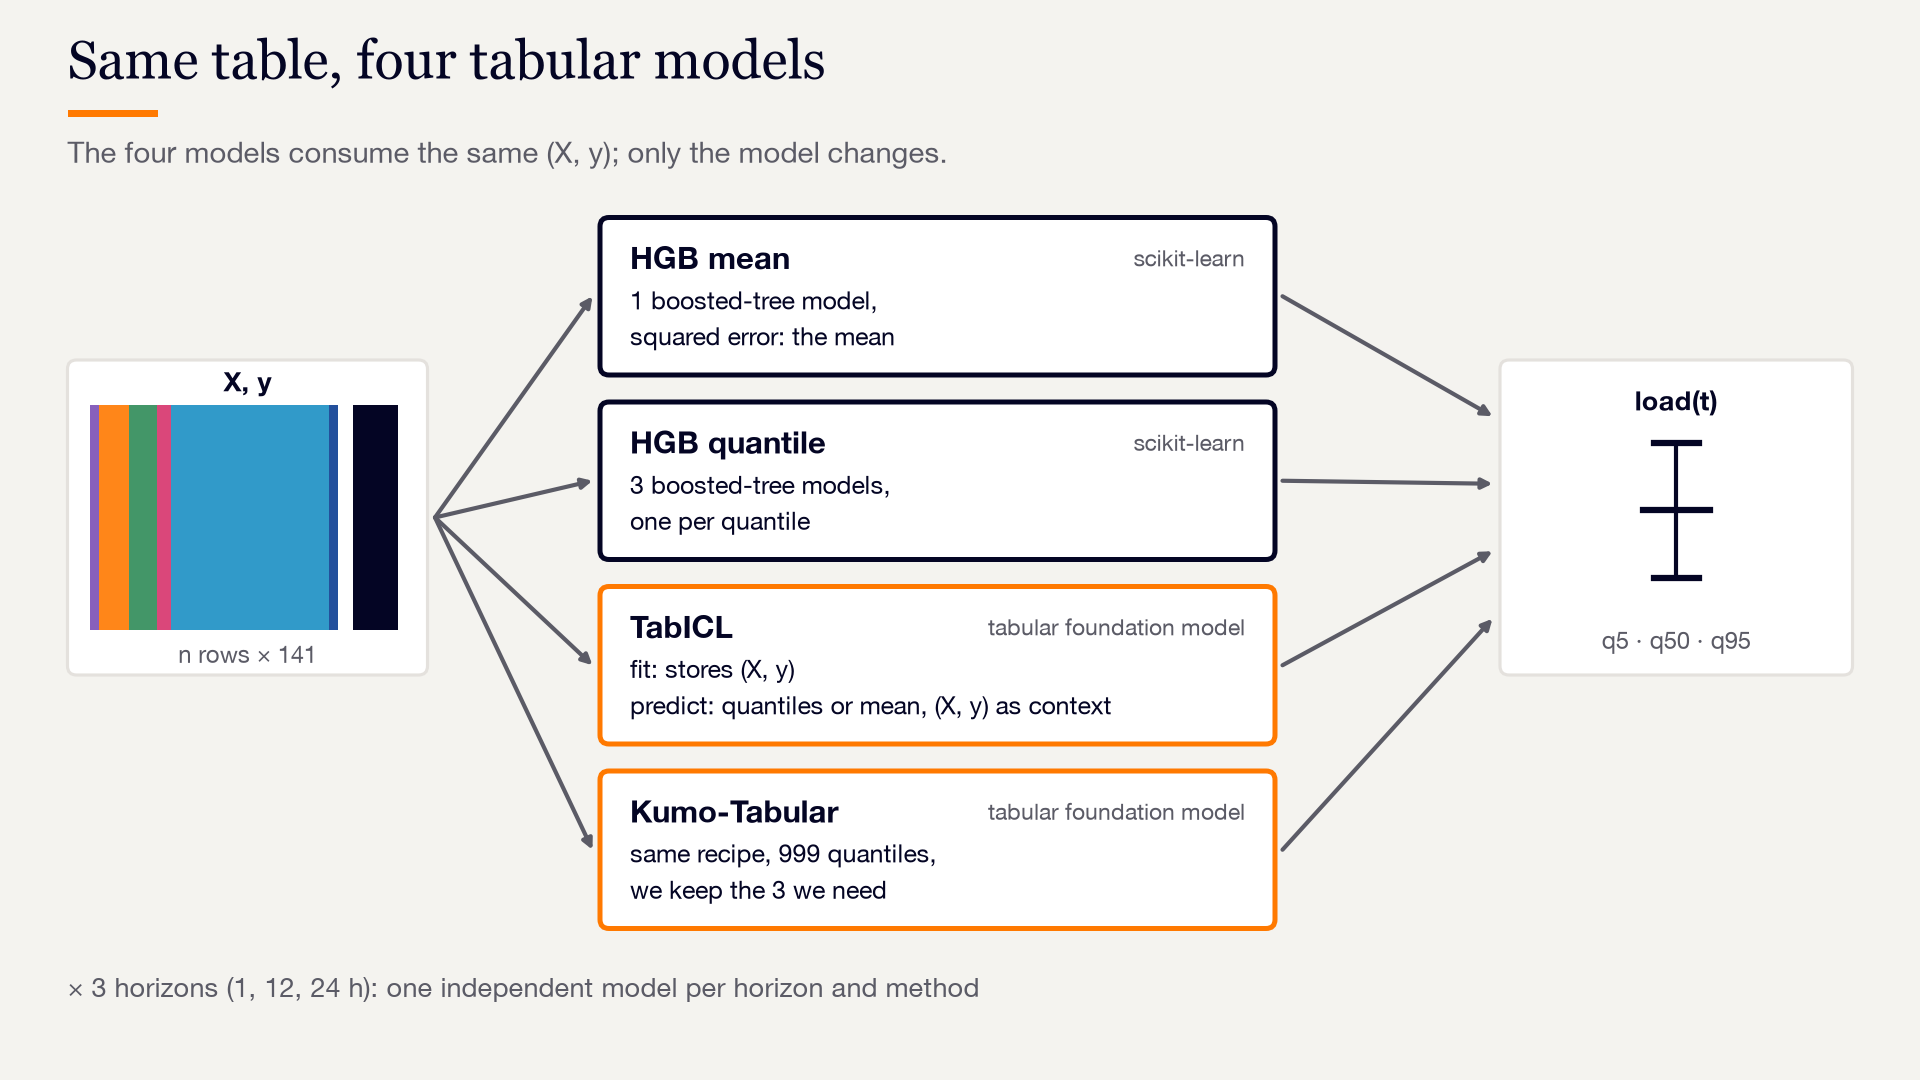 Same table, four tabular models
The four models consume the same (X, y); only the model changes.
X, y
n rows × 141
HGB mean
scikit-learn
1 boosted-tree model,
squared error: the mean
HGB quantile
scikit-learn
3 boosted-tree models,
one per quantile
TabICL
tabular foundation model
fit: stores (X, y)
predict: quantiles or mean, (X, y) as context
Kumo-Tabular
tabular foundation model
same recipe, 999 quantiles,
we keep the 3 we need
load(t)
q5 · q50 · q95
× 3 horizons (1, 12, 24 h): one independent model per horizon and method